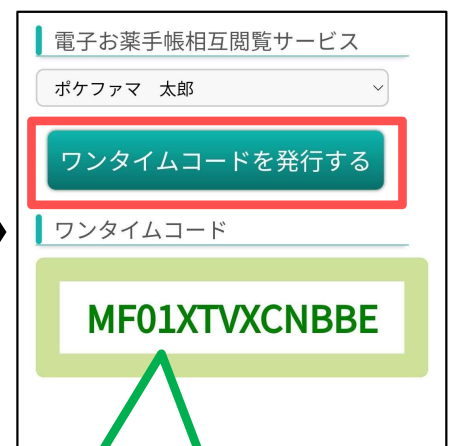 電子お薬手帳相互閲覧サービス
ポケファマ　太郎
ワンタイムコードを発行する
ワンタイムコード
MF01XTVXCNBBE